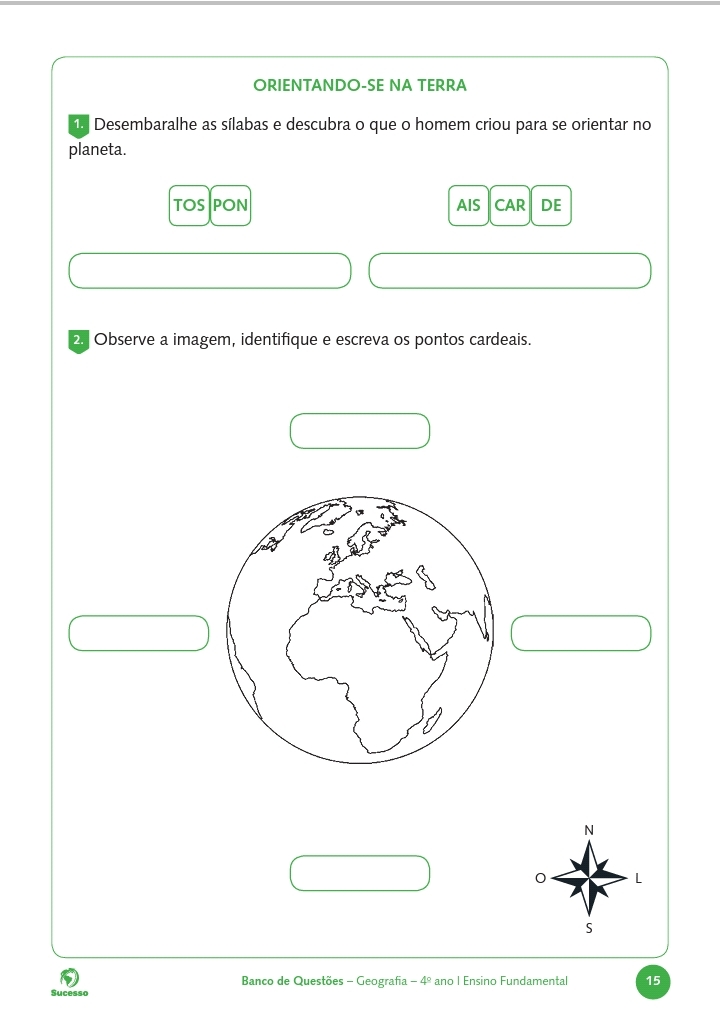 ORIENTANDO-SE NA TERRA
1. Desembaralhe as sílabas e descubra o que o homem criou para se orientar no
planeta.
TOS PON AIS CAR DE
2. Observe a imagem, identifique e escreva os pontos cardeais.
N
O L
S
Sucesso
Banco de Questões – Geografia – 4º ano I Ensino Fundamental
15